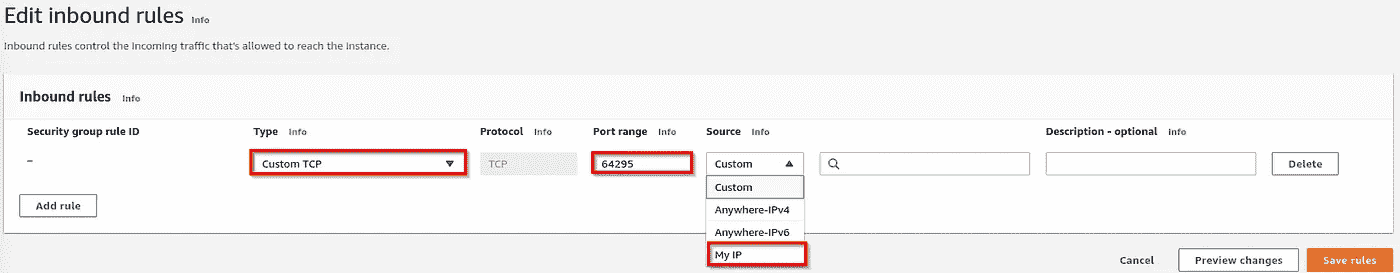 Edit inbound rules Info
Inbound rules control the incoming traffic that's allowed to reach the instance.
Inbound rules Info
Security group rule ID Type Info Protocol Info Port range Info Source Info Description - optional Info
– Custom TCP TCP 64295 Custom Delete
Custom
Add rule Anywhere-IPv4
Anywhere-IPv6
My IP
Cancel Preview changes Save rules